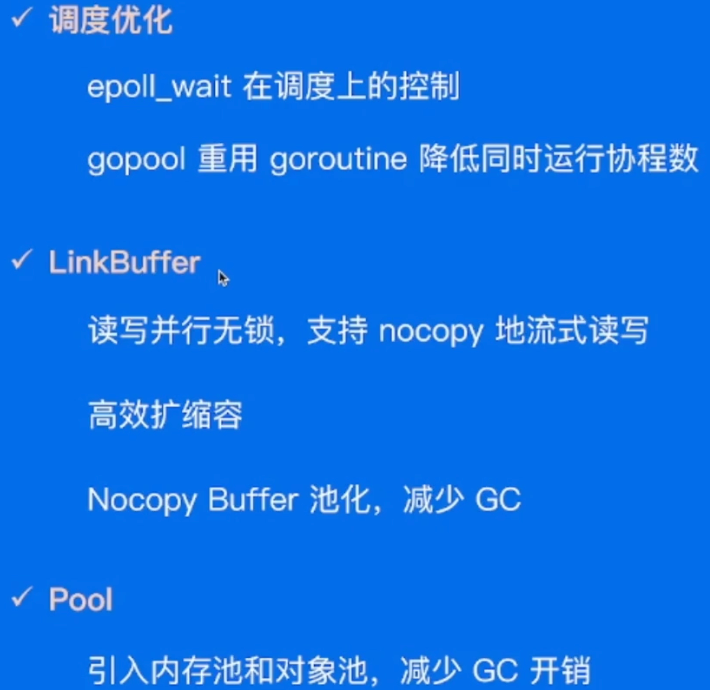 ✓ 调度优化
epoll_wait 在调度上的控制
gopool 重用 goroutine 降低同时运行协程数
✓ LinkBuffer
读写并行无锁，支持 nocopy 地流式读写
高效扩缩容
Nocopy Buffer 池化，减少 GC
✓ Pool
引入内存池和对象池，减少 GC 开销